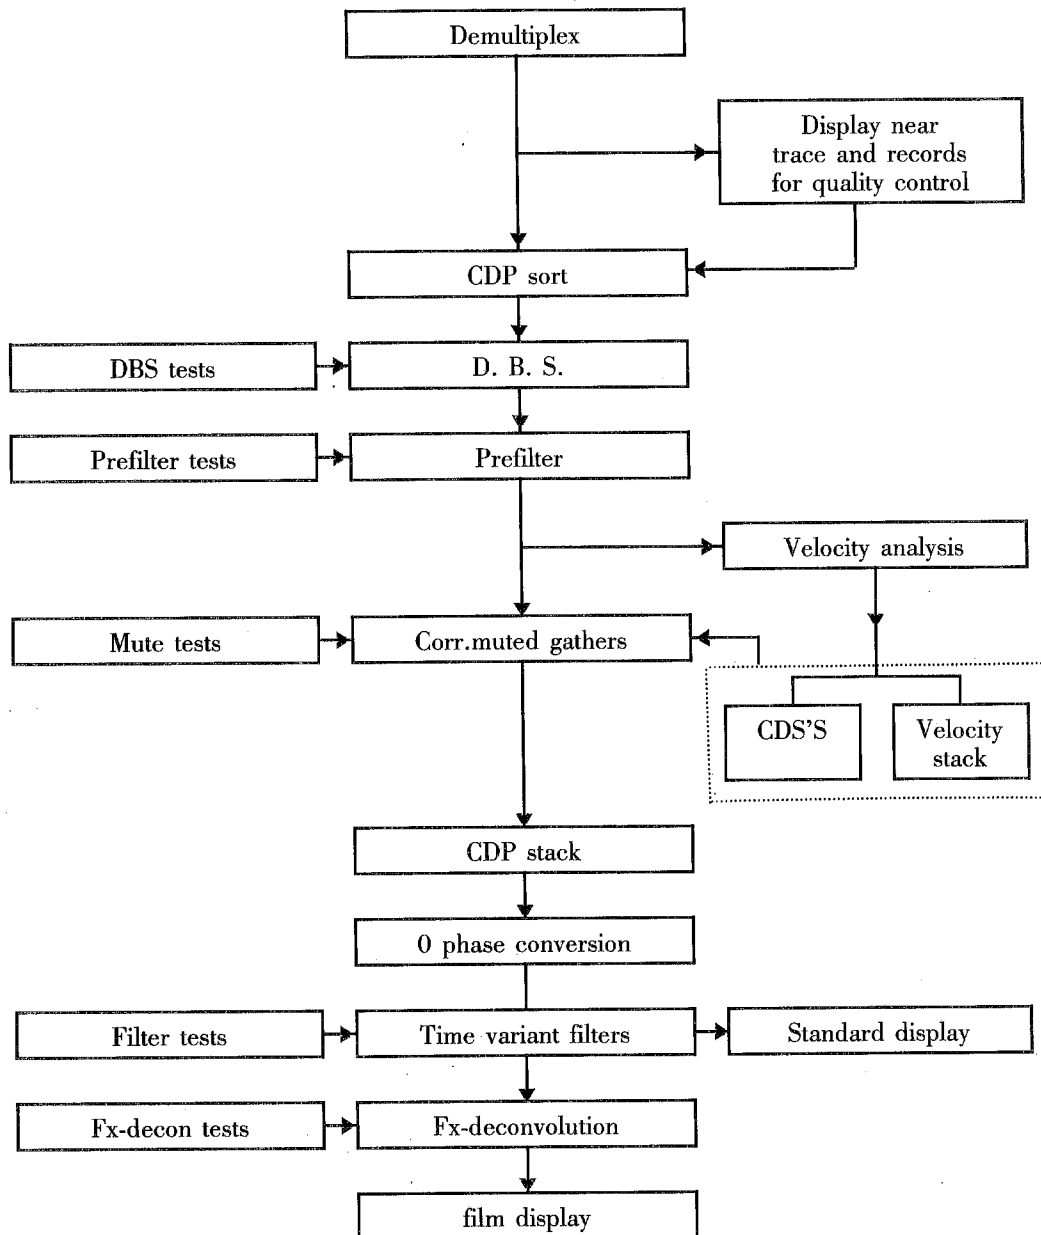 Demultiplex
Display near
trace and records
for quality control
CDP sort
DBS tests
D. B. S.
Prefilter tests
Prefilter
Velocity analysis
Mute tests
Corr.muted gathers
CDS'S
Velocity
stack
CDP stack
0 phase conversion
Filter tests
Time variant filters
Standard display
Fx-decon tests
Fx-deconvolution
film display